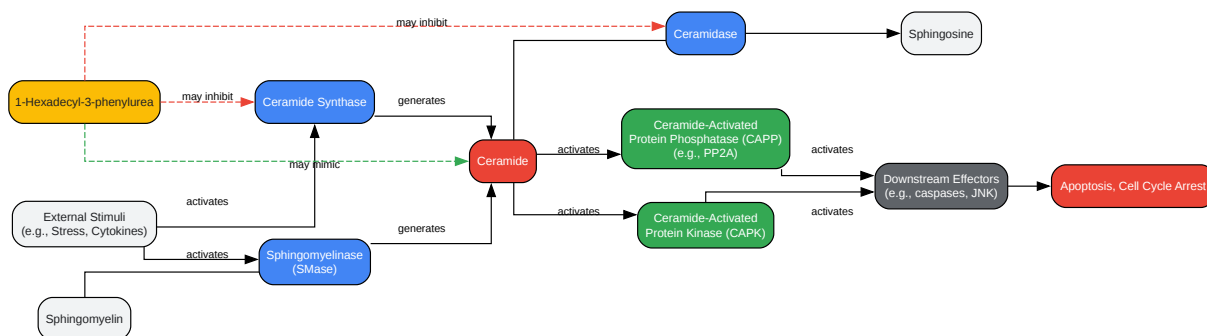 may inhibit
Ceramidase
Sphingosine
1-Hexadecyl-3-phenylurea
may inhibit
Ceramide Synthase
generates
Ceramide-Activated
Protein Phosphatase (CAPP)
(e.g., PP2A)
Ceramide
activates
activates
may mimic
Downstream Effectors
(e.g., caspases, JNK)
Apoptosis, Cell Cycle Arrest
External Stimuli
(e.g., Stress, Cytokines)
activates
generates
activates
Ceramide-Activated
Protein Kinase (CAPK)
activates
activates
Sphingomyelinase
(SMase)
Sphingomyelin